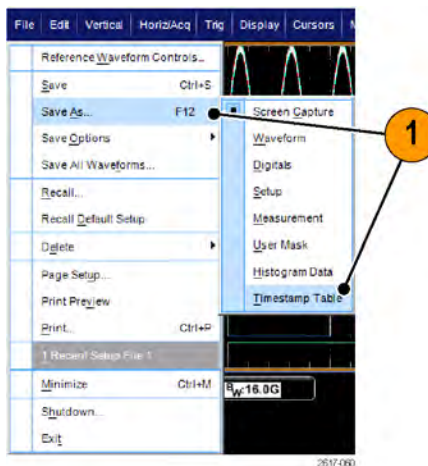 File Edit Vertical Horiz/Acq Trig Display Cursors
Reference Waveform Controls...
Save Ctrl+S
Save As... F12
Save Options
Save All Waveforms...
Recall...
Recall Default Setup
Delete
Page Setup...
Print Preview
Print... Ctrl+P
1 Recent Setup File 1
Minimize Ctrl+M
Shutdown...
Exit
Screen Capture
Waveform
Digitals
Setup
Measurement
User Mask
Histogram Data
Timestamp Table
1
BW:16.0G
2617-060